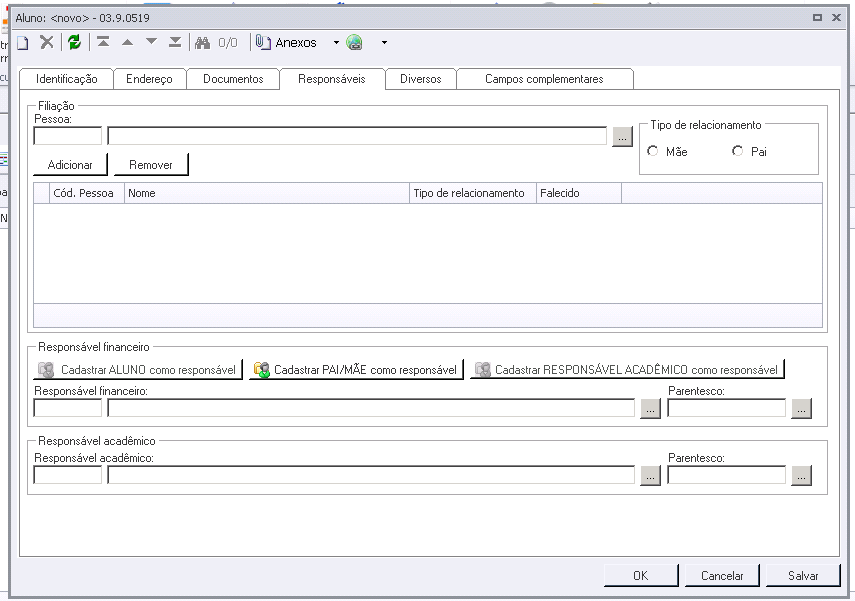 Aluno: <novo> - 03.9.0519
0/0 Anexos
Identificação Endereço Documentos Responsáveis Diversos Campos complementares
Filiação
Pessoa:
...
Tipo de relacionamento
Mãe Pai
Adicionar Remover
Cód. Pessoa Nome Tipo de relacionamento Falecido
Responsável financeiro
Cadastrar ALUNO como responsável Cadastrar PAI/MÃE como responsável Cadastrar RESPONSÁVEL ACADÊMICO como responsável
Responsável financeiro: Parentesco:
... ...
Responsável acadêmico
Responsável acadêmico: Parentesco:
... ...
OK Cancelar Salvar